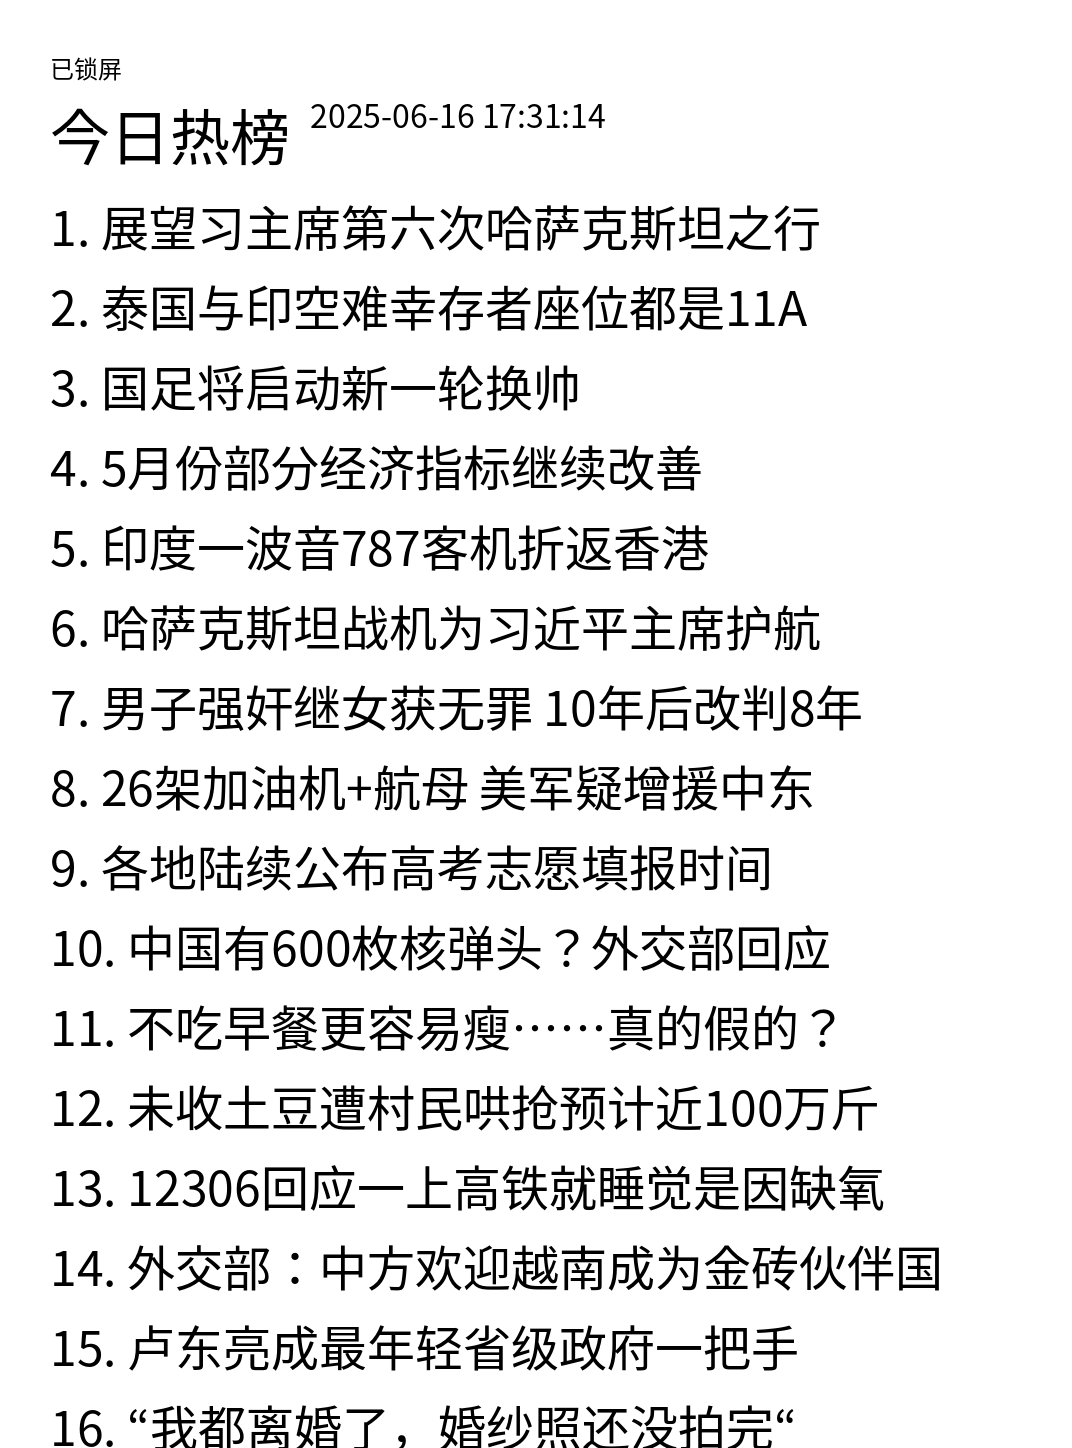 已锁屏
今日热榜 2025-06-16 17:31:14
1. 展望习主席第六次哈萨克斯坦之行
2. 泰国与印空难幸存者座位都是11A
3. 国足将启动新一轮换帅
4. 5月份部分经济指标继续改善
5. 印度一波音787客机折返香港
6. 哈萨克斯坦战机为习近平主席护航
7. 男子强奸继女获无罪 10年后改判8年
8. 26架加油机+航母 美军疑增援中东
9. 各地陆续公布高考志愿填报时间
10. 中国有600枚核弹头？外交部回应
11. 不吃早餐更容易瘦……真的假的？
12. 未收土豆遭村民哄抢预计近100万斤
13. 12306回应一上高铁就睡觉是因缺氧
14. 外交部：中方欢迎越南成为金砖伙伴国
15. 卢东亮成最年轻省级政府一把手
16. “我都离婚了，婚纱照还没拍完“